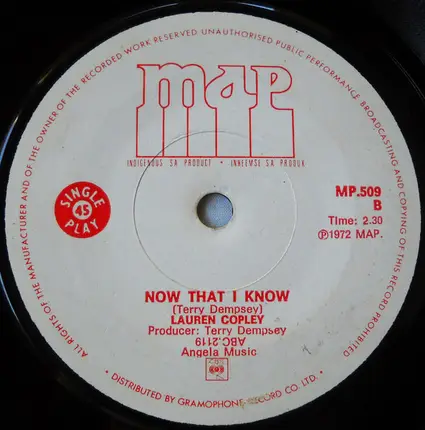 ALL RIGHTS OF THE MANUFACTURER AND OF THE OWNER OF THE RECORDED WORK RESERVED UNAUTHORISED PUBLIC PERFORMANCE BROADCASTING AND COPYING OF THIS RECORD PROHIBITED
map
INDIGENOUS SA PRODUCT • INHEEMSE SA PRODUK
SINGLE
45
PLAY
MP.509
B
TIme: 2.30
Ⓟ1972 MAP.
NOW THAT I KNOW
(Terry Dempsey)
LAUREN COPLEY
Producer: Terry Dempsey
ABC.2119
Angela Music
• DISTRIBUTED BY GRAMOPHONE RECORD CO LTD. •